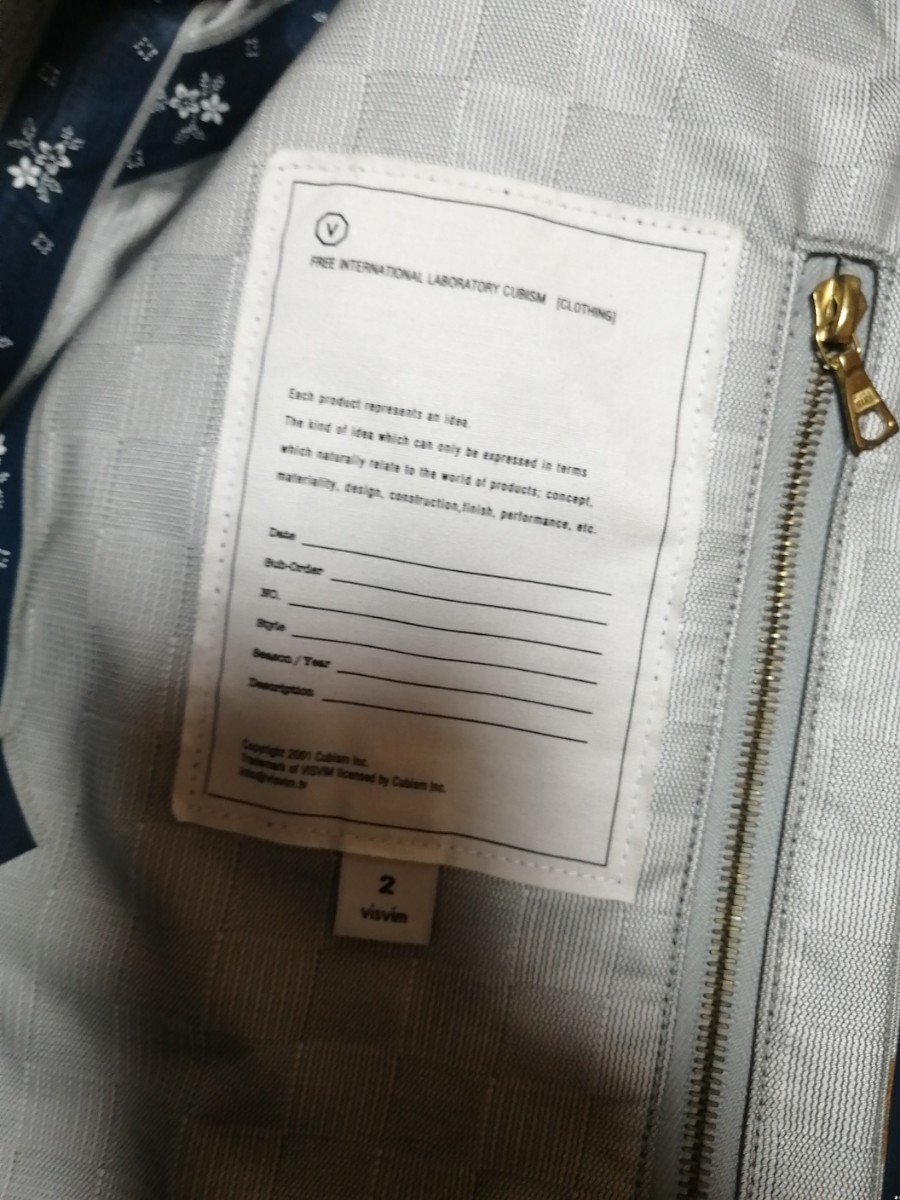 V
FREE INTERNATIONAL LABORATORY CUBISM [CLOTHING]
Each product represents an idea.
The kind of idea which can only be expressed in terms
which naturally relate to the world of products; concept,
materiality, design, construction,finish, performance, etc.
Date
Sub-Order
NO.
Style
Season / Year
Description
Copyright 2001 Cubism Inc.
Trademark of VISVIM licensed by Cubism Inc.
info@visvim.tv
2
visvim